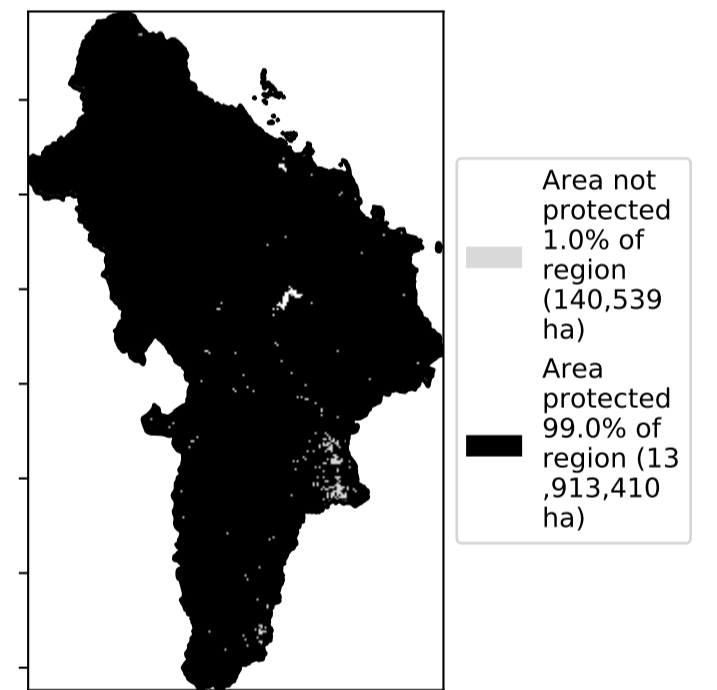 Area not
protected
1.0% of
region
(140,539
ha)
Area
protected
99.0% of
region (13
,913,410
ha)